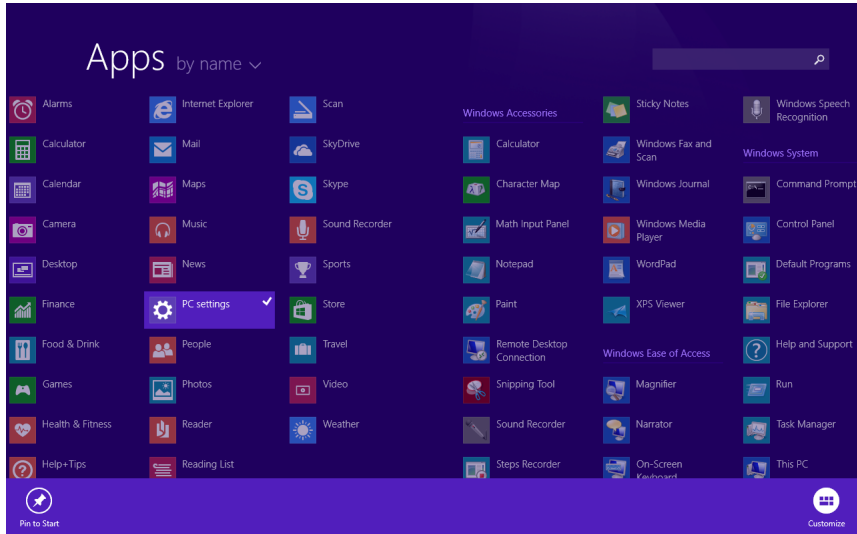 Apps by name
Alarms
Calculator
Calendar
Camera
Desktop
Finance
Food & Drink
Games
Health & Fitness
Help+Tips
Internet Explorer
Mail
Maps
Music
News
PC settings
People
Photos
Reader
Reading List
Scan
SkyDrive
Skype
Sound Recorder
Sports
Store
Travel
Video
Weather
Windows Accessories
Calculator
Character Map
Math Input Panel
Notepad
Paint
Remote Desktop
Connection
Snipping Tool
Sound Recorder
Steps Recorder
Sticky Notes
Windows Fax and
Scan
Windows Journal
Windows Media
Player
WordPad
XPS Viewer
Windows Ease of Access
Magnifier
Narrator
On-Screen
Keyboard
Windows Speech
Recognition
Windows System
Command Prompt
Control Panel
Default Programs
File Explorer
Help and Support
Run
Task Manager
This PC
Pin to Start
Customize